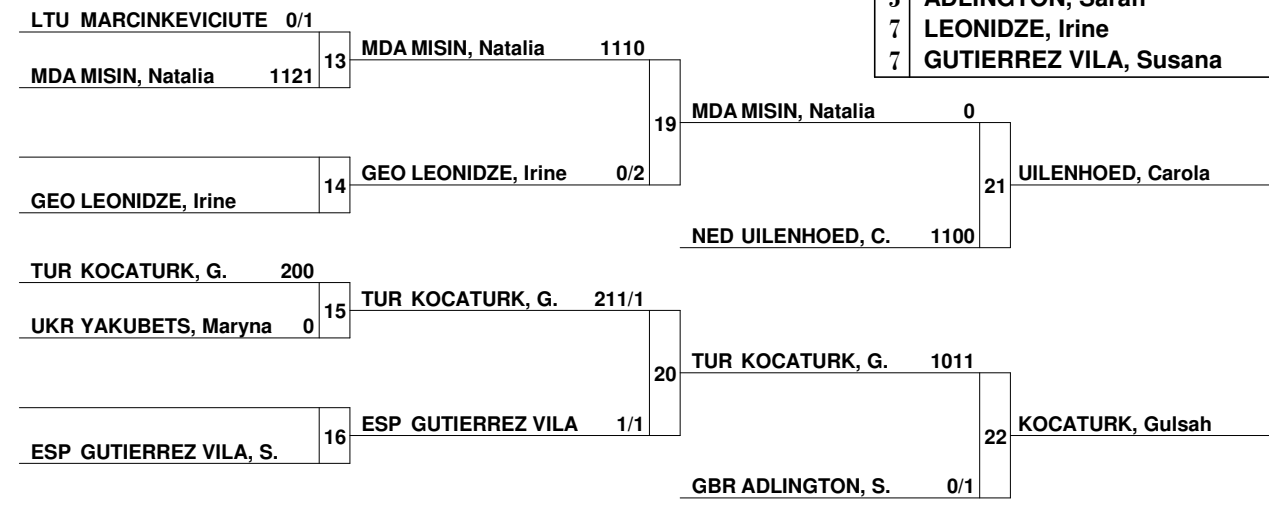 LTU MARCINKEVICIUTE 0/1
13
MDA MISIN, Natalia 1121
MDA MISIN, Natalia 1110
19
14
GEO LEONIDZE, Irine
GEO LEONIDZE, Irine 0/2
MDA MISIN, Natalia 0
21
NED UILENHOED, C. 1100
UILENHOED, Carola
TUR KOCATURK, G. 200
15
UKR YAKUBETS, Maryna 0
TUR KOCATURK, G. 211/1
20
16
ESP GUTIERREZ VILA, S.
ESP GUTIERREZ VILA 1/1
TUR KOCATURK, G. 1011
22
GBR ADLINGTON, S. 0/1
KOCATURK, Gulsah
5 ADLINGTON, Sarah
7 LEONIDZE, Irine
7 GUTIERREZ VILA, Susana